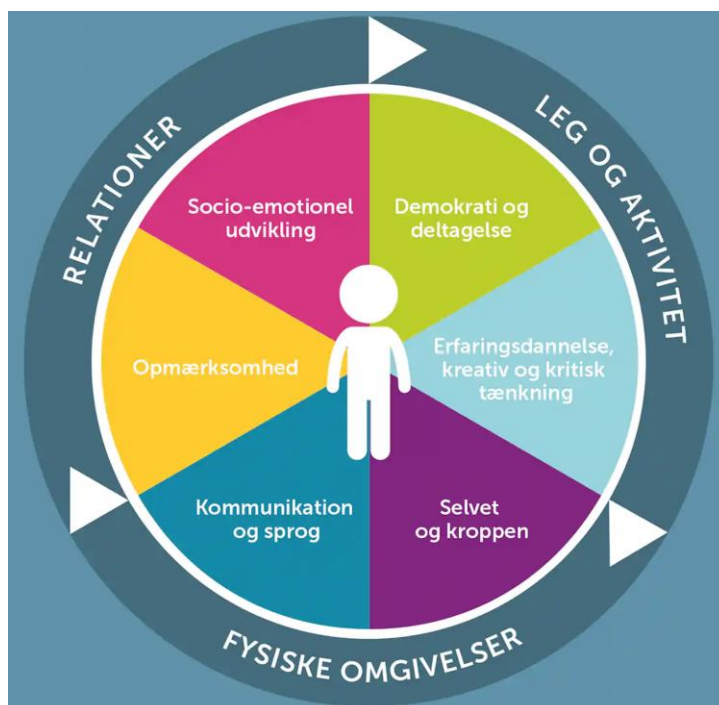 RELATIONER
LEG OG AKTIVITET
Socio-emotionel
udvikling
Demokrati og
deltagelse
Opmærksomhed
Erfaringsdannelse,
kreativ og kritisk
tænkning
Kommunikation
og sprog
Selvet
og kroppen
FYSISKE OMGIVELSER